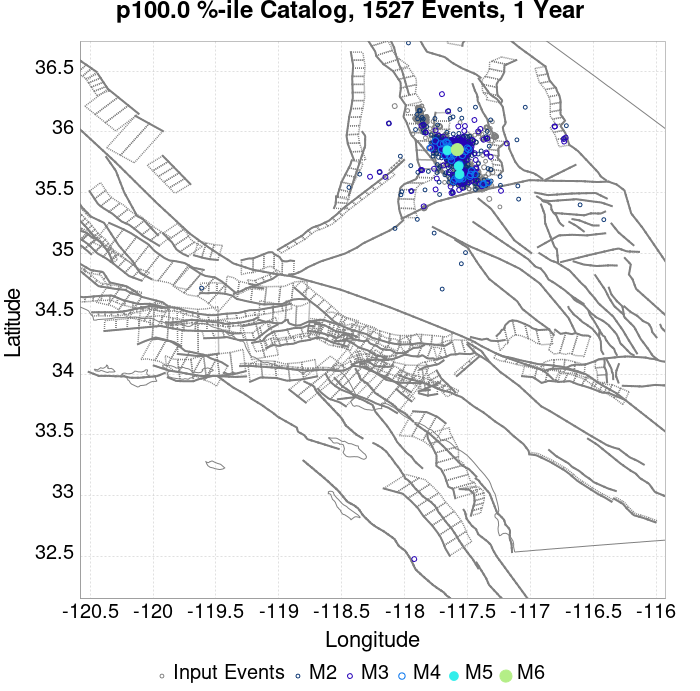 p100.0 %-ile Catalog, 1527 Events, 1 Year
36.5
36
35.5
35
34.5
34
33.5
33
32.5
Latitude
-120.5 -120 -119.5 -119 -118.5 -118 -117.5 -117 -116.5 -116
Longitude
Input Events M2 M3 M4 M5 M6